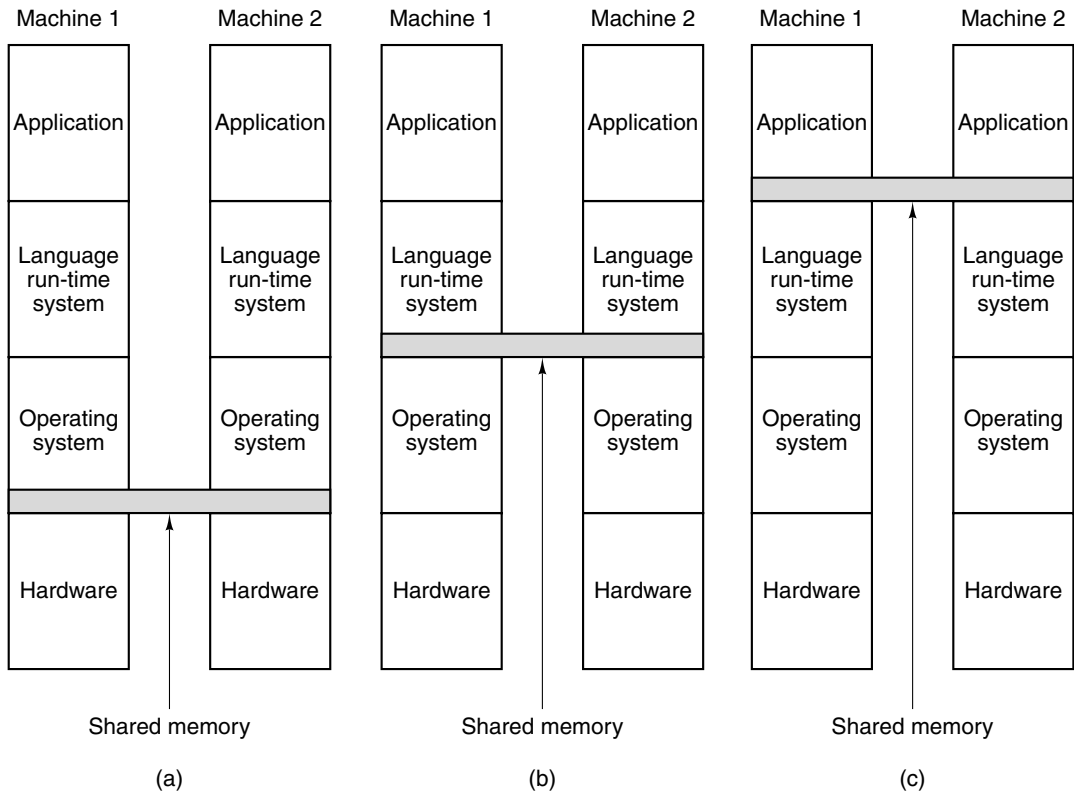 Machine 1 Machine 2 Machine 1 Machine 2 Machine 1 Machine 2
Application Application Application Application Application Application
Language Language Language Language Language Language
run-time run-time run-time run-time run-time run-time
system system system system system system
Operating Operating Operating Operating Operating Operating
system system system system system system
Hardware Hardware Hardware Hardware Hardware Hardware
Shared memory Shared memory Shared memory
(a) (b) (c)